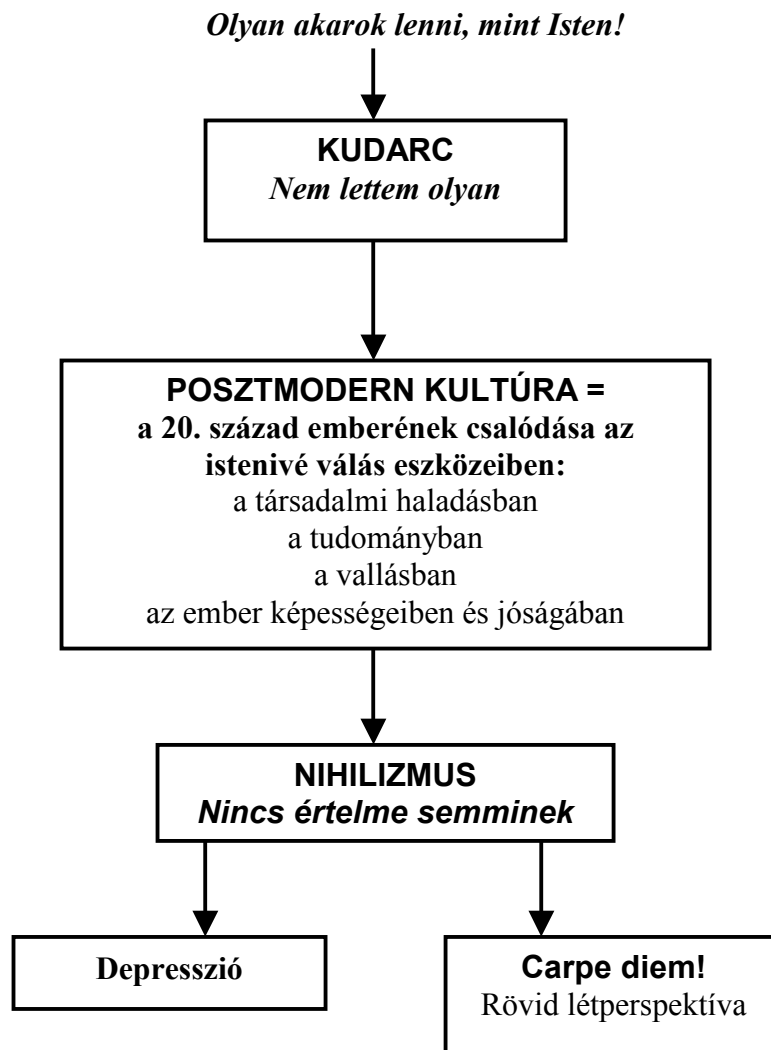 Olyan akarok lenni, mint Isten!
KUDARC
Nem lettem olyan
POSZTMODERN KULTÚRA =
a 20. század emberének csalódása az
istenivé válás eszközeiben:
a társadalmi haladásban
a tudományban
a vallásban
az ember képességeiben és jóságában
NIHILIZMUS
Nincs értelme semminek
Depresszió
Carpe diem!
Rövid létperspektíva